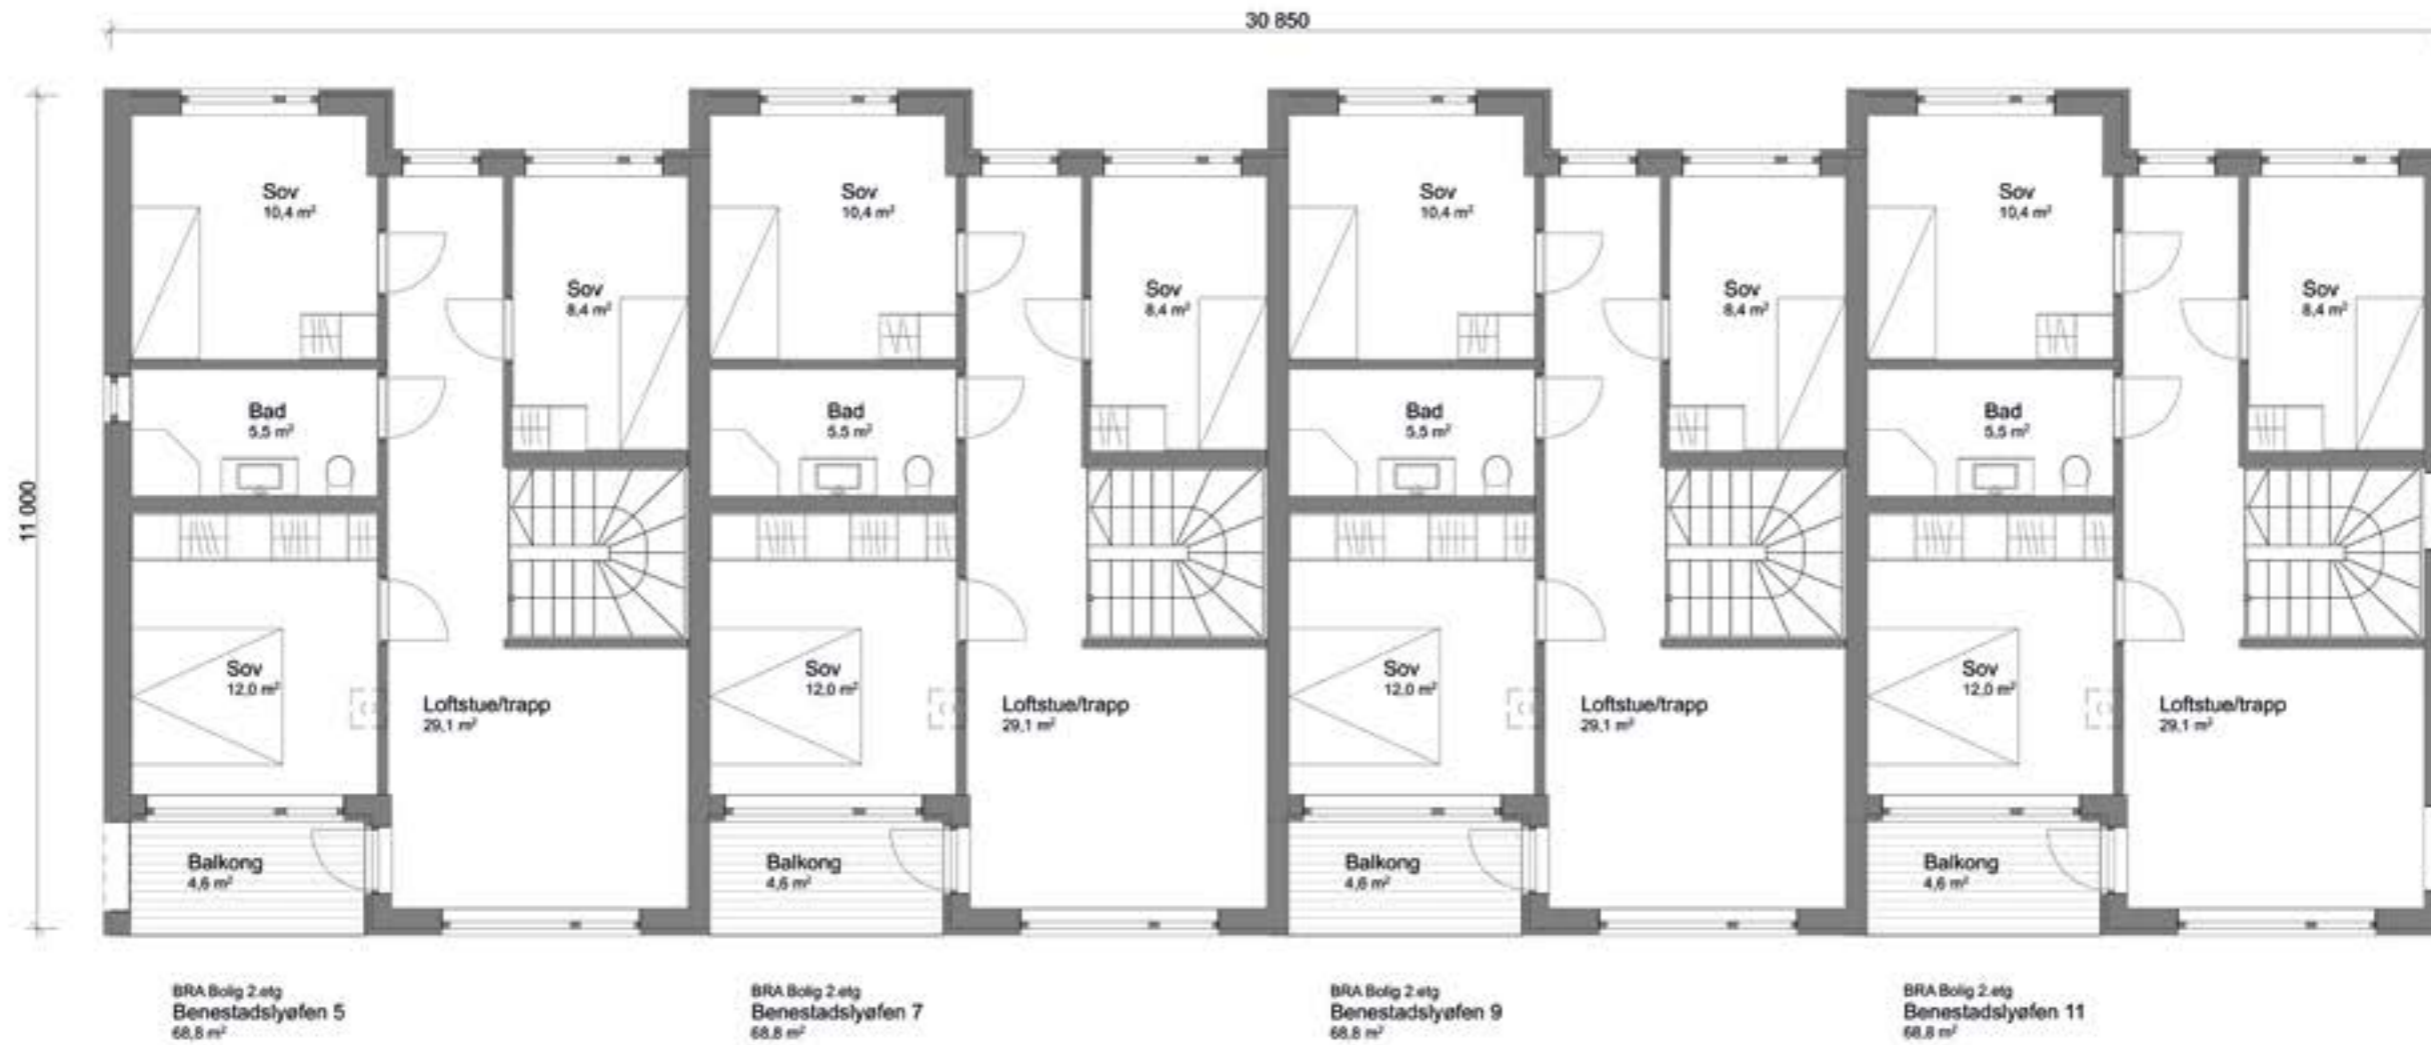 30 850
11 000
Sov
10,4 m²
Sov
8,4 m²
Bad
5,5 m²
Sov
12,0 m²
Loftstue/trapp
29,1 m²
Balkong
4,6 m²
Sov
10,4 m²
Sov
8,4 m²
Bad
5,5 m²
Sov
12,0 m²
Loftstue/trapp
29,1 m²
Balkong
4,6 m²
Sov
10,4 m²
Sov
8,4 m²
Bad
5,5 m²
Sov
12,0 m²
Loftstue/trapp
29,1 m²
Balkong
4,6 m²
Sov
10,4 m²
Sov
8,4 m²
Bad
5,5 m²
Sov
12,0 m²
Loftstue/trapp
29,1 m²
Balkong
4,6 m²
BRA Bolig 2.etg
Benestadslyøfen 5
68,8 m²
BRA Bolig 2.etg
Benestadslyøfen 7
68,8 m²
BRA Bolig 2.etg
Benestadslyøfen 9
68,8 m²
BRA Bolig 2.etg
Benestadslyøfen 11
68,8 m²